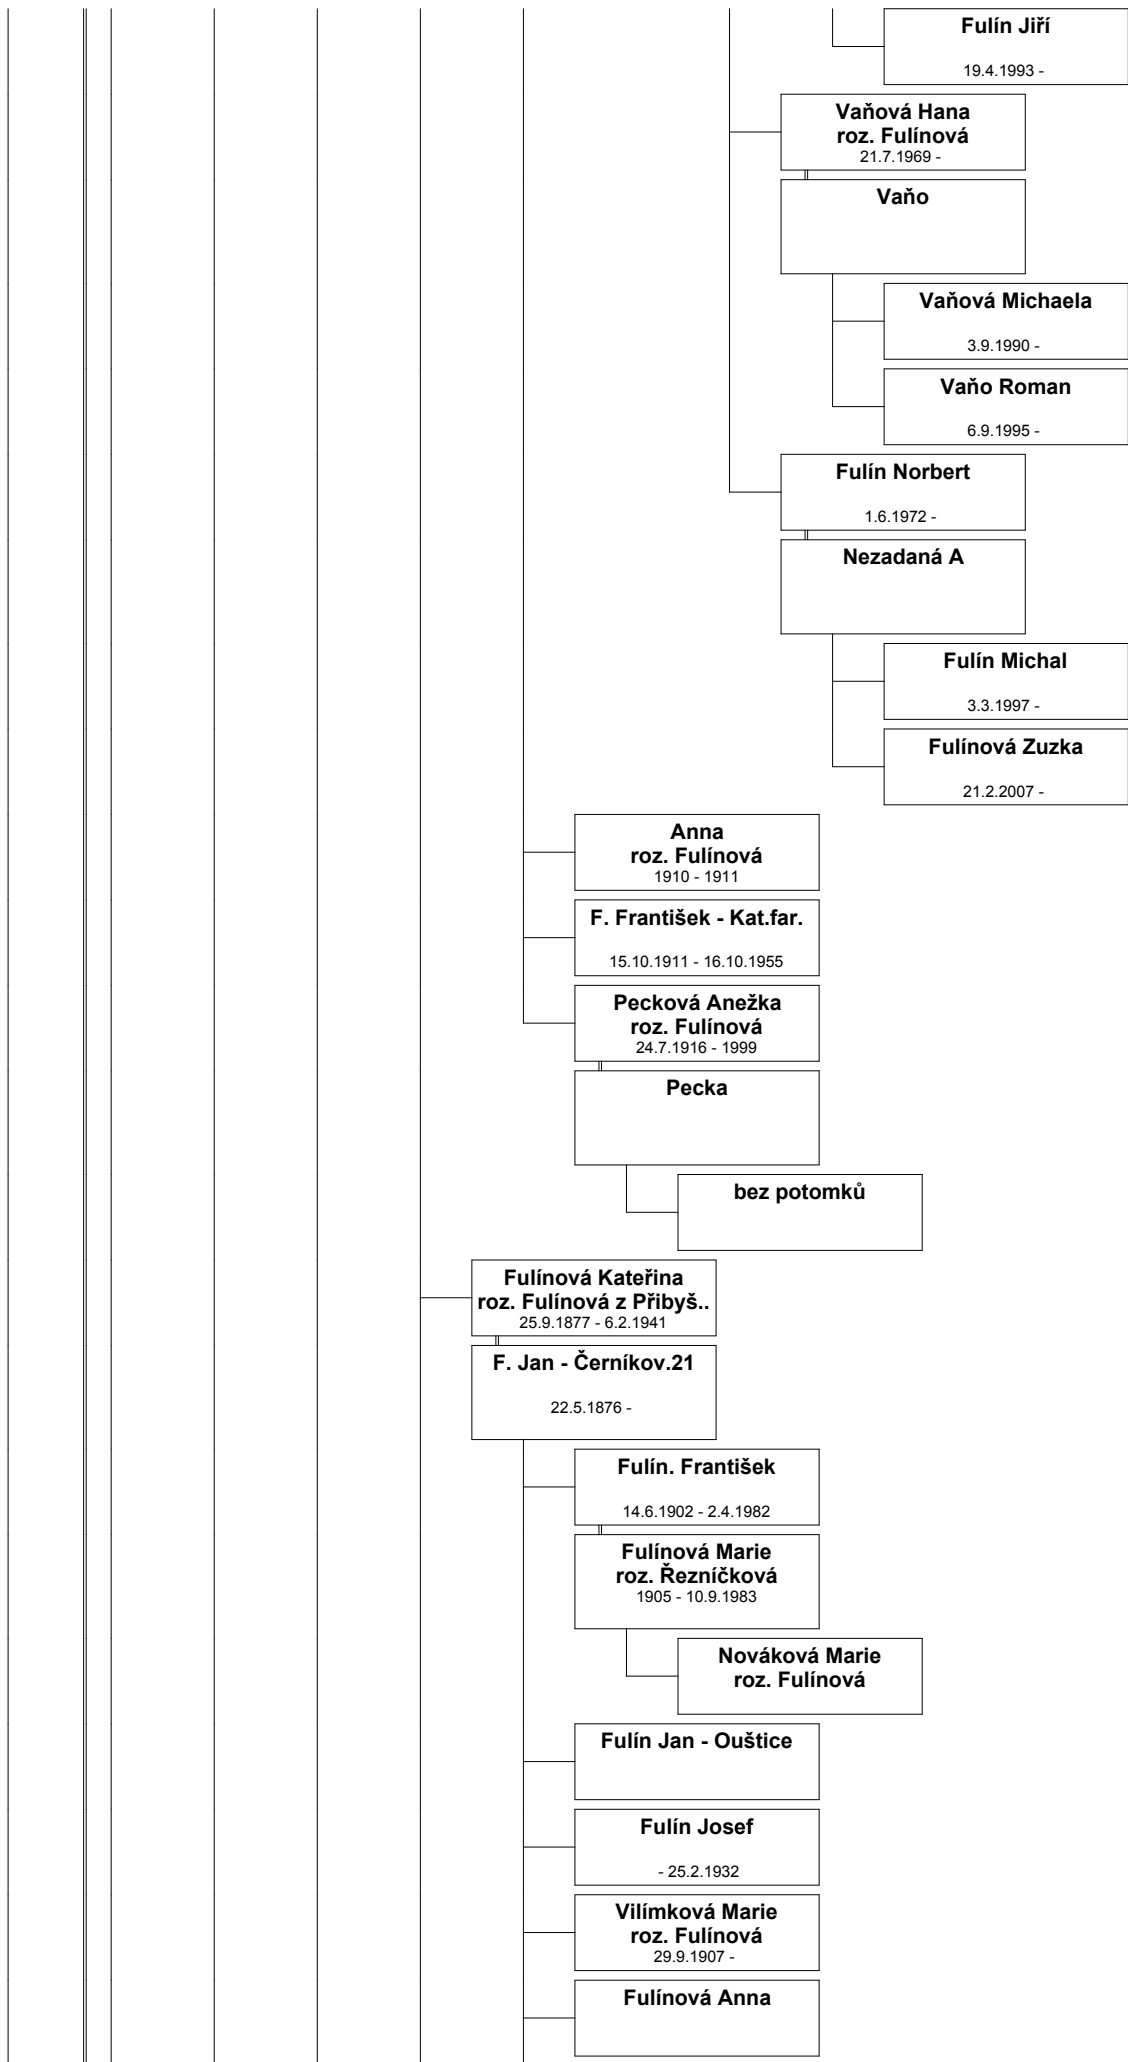 Fulín Jiří
19.4.1993 -
Vaňová Hana
roz. Fulínová
21.7.1969 -
Vaňo
Vaňová Michaela
3.9.1990 -
Vaňo Roman
6.9.1995 -
Fulín Norbert
1.6.1972 -
Nezadaná A
Fulín Michal
3.3.1997 -
Fulínová Zuzka
21.2.2007 -
Anna
roz. Fulínová
1910 - 1911
F. František - Kat.far.
15.10.1911 - 16.10.1955
Pecková Anežka
roz. Fulínová
24.7.1916 - 1999
Pecka
bez potomků
Fulínová Kateřina
roz. Fulínová z Přibyš..
25.9.1877 - 6.2.1941
F. Jan - Černíkov.21
22.5.1876 -
Fulín. František
14.6.1902 - 2.4.1982
Fulínová Marie
roz. Řezníčková
1905 - 10.9.1983
Nováková Marie
roz. Fulínová
Fulín Jan - Ouštice
Fulín Josef
- 25.2.1932
Vilímková Marie
roz. Fulínová
29.9.1907 -
Fulínová Anna